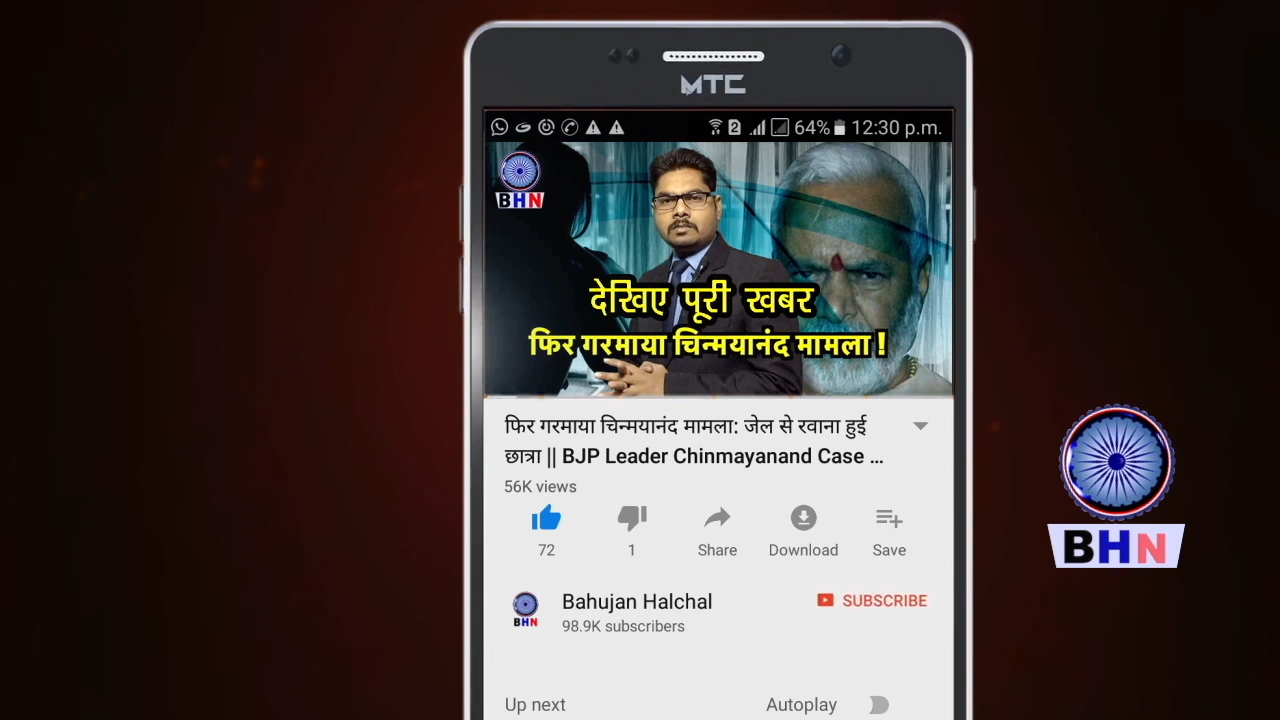 MTC
2 64% 12:30 p.m.
BHN
देखिए पूरी खबर
फिर गरमाया चिन्मयानंद मामला !
फिर गरमाया चिन्मयानंद मामला: जेल से रवाना हुई
छात्रा || BJP Leader Chinmayanand Case ...
56K views
72 1 Share Download Save
Bahujan Halchal
SUBSCRIBE
BHN
98.9K subscribers
Up next Autoplay
BHN